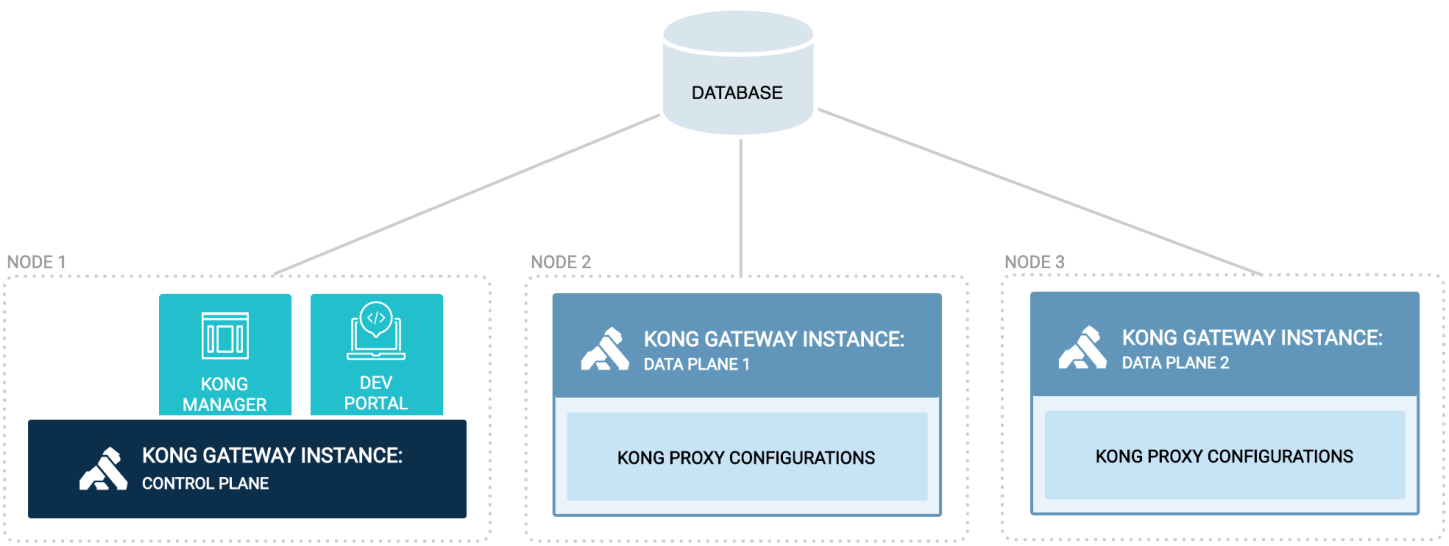 DATABASE
NODE 1
KONG
MANAGER
DEV
PORTAL
KONG GATEWAY INSTANCE:
CONTROL PLANE
NODE 2
KONG GATEWAY INSTANCE:
DATA PLANE 1
KONG PROXY CONFIGURATIONS
NODE 3
KONG GATEWAY INSTANCE:
DATA PLANE 2
KONG PROXY CONFIGURATIONS